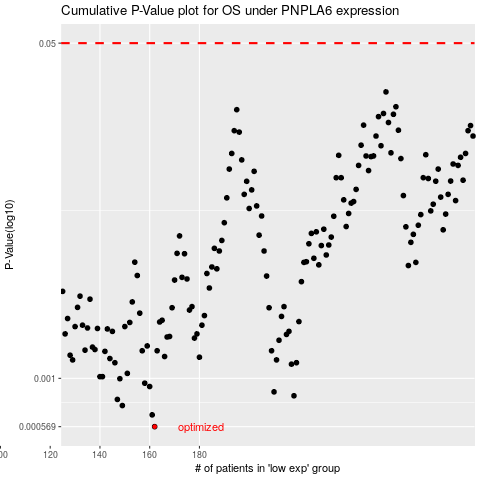 Cumulative P-Value plot for OS under PNPLA6 expression
0.05
P-Value(log10)
0.001
0.000569
optimized
00 120 140 160 180
# of patients in 'low exp' group